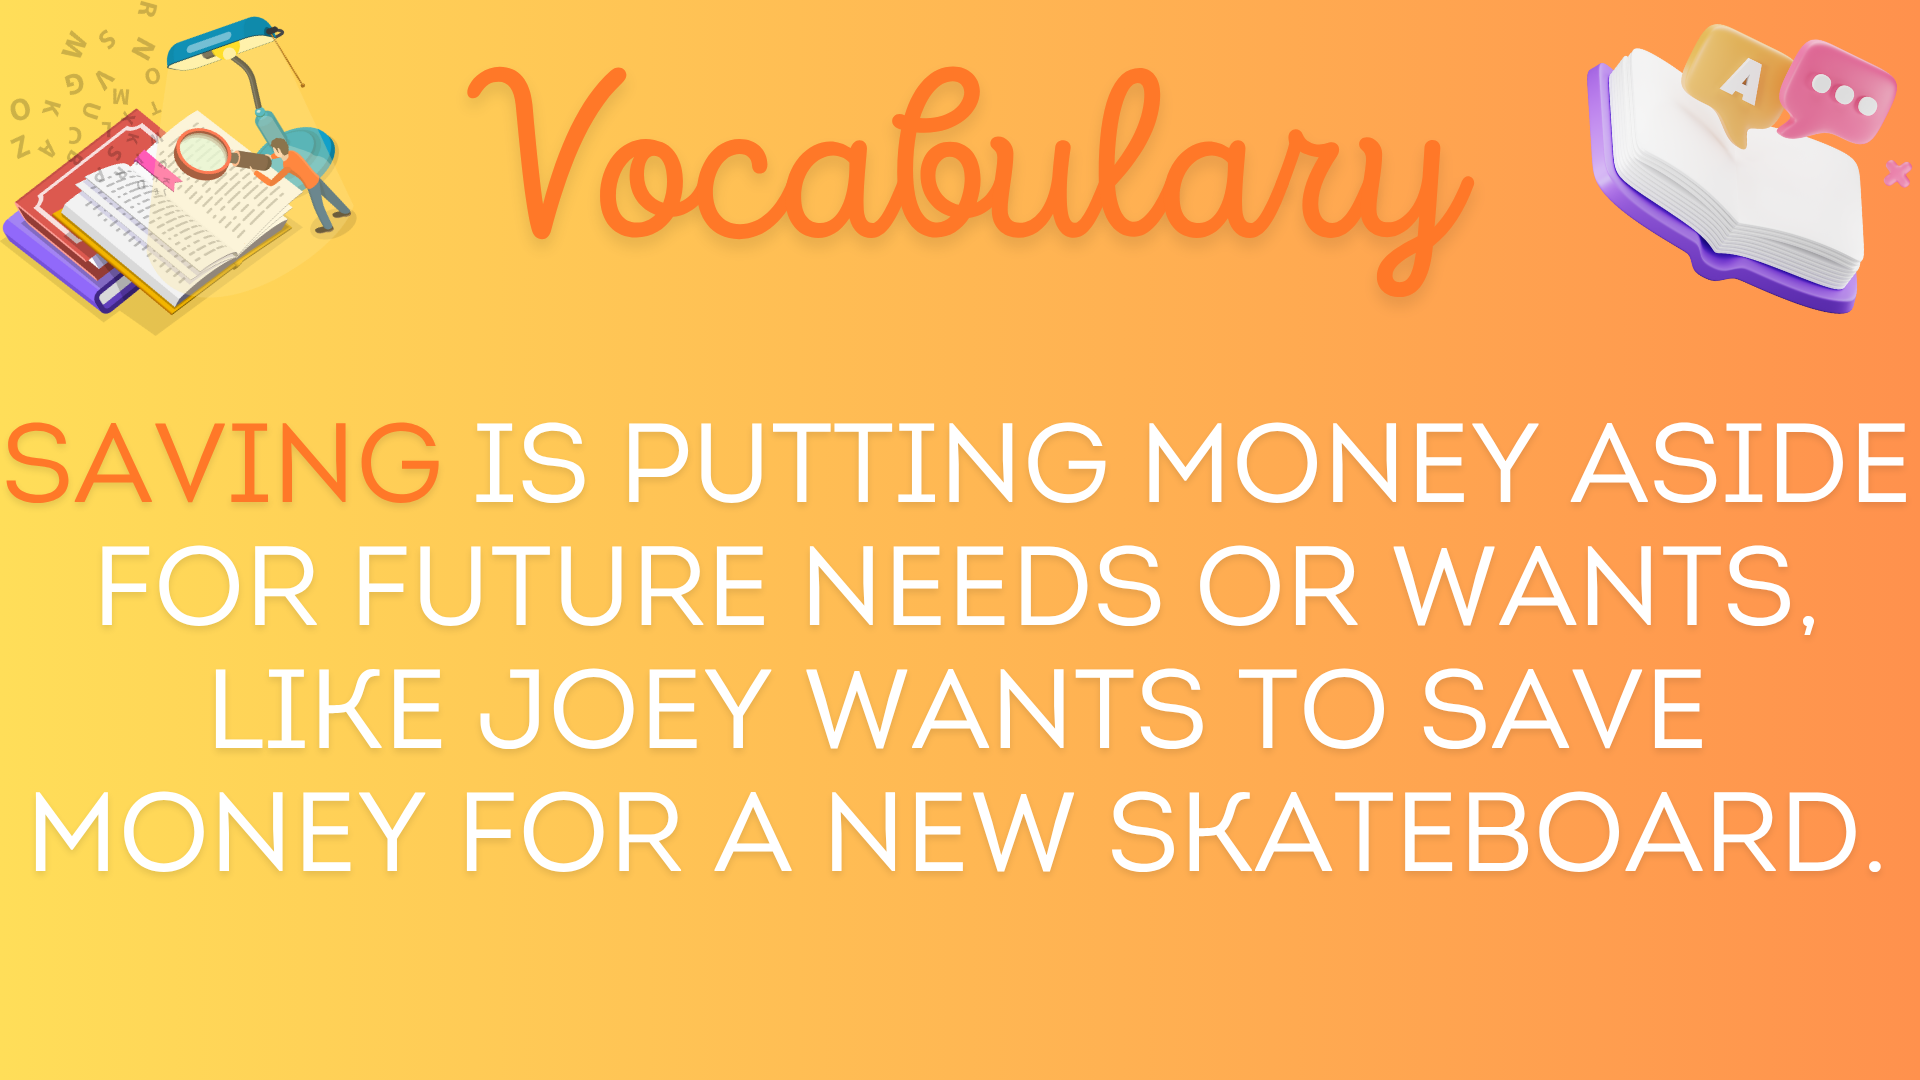 Vocabulary
A
SAVING IS PUTTING MONEY ASIDE
FOR FUTURE NEEDS OR WANTS,
LIKE JOEY WANTS TO SAVE
MONEY FOR A NEW SKATEBOARD.